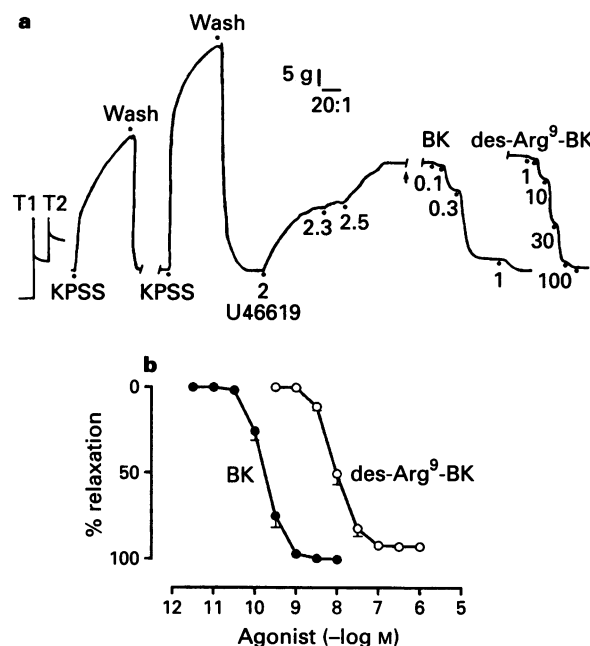 a
Wash
Wash
5 g
20:1
BK
des-Arg⁹-BK
T1 T2
0.1
0.3
1
1
10
30
100
2.3
2.5
KPSS
KPSS
2
U46619
b
0
50
100
% relaxation
BK
des-Arg⁹-BK
12 11 10 9 8 7 6 5
Agonist (–log M)